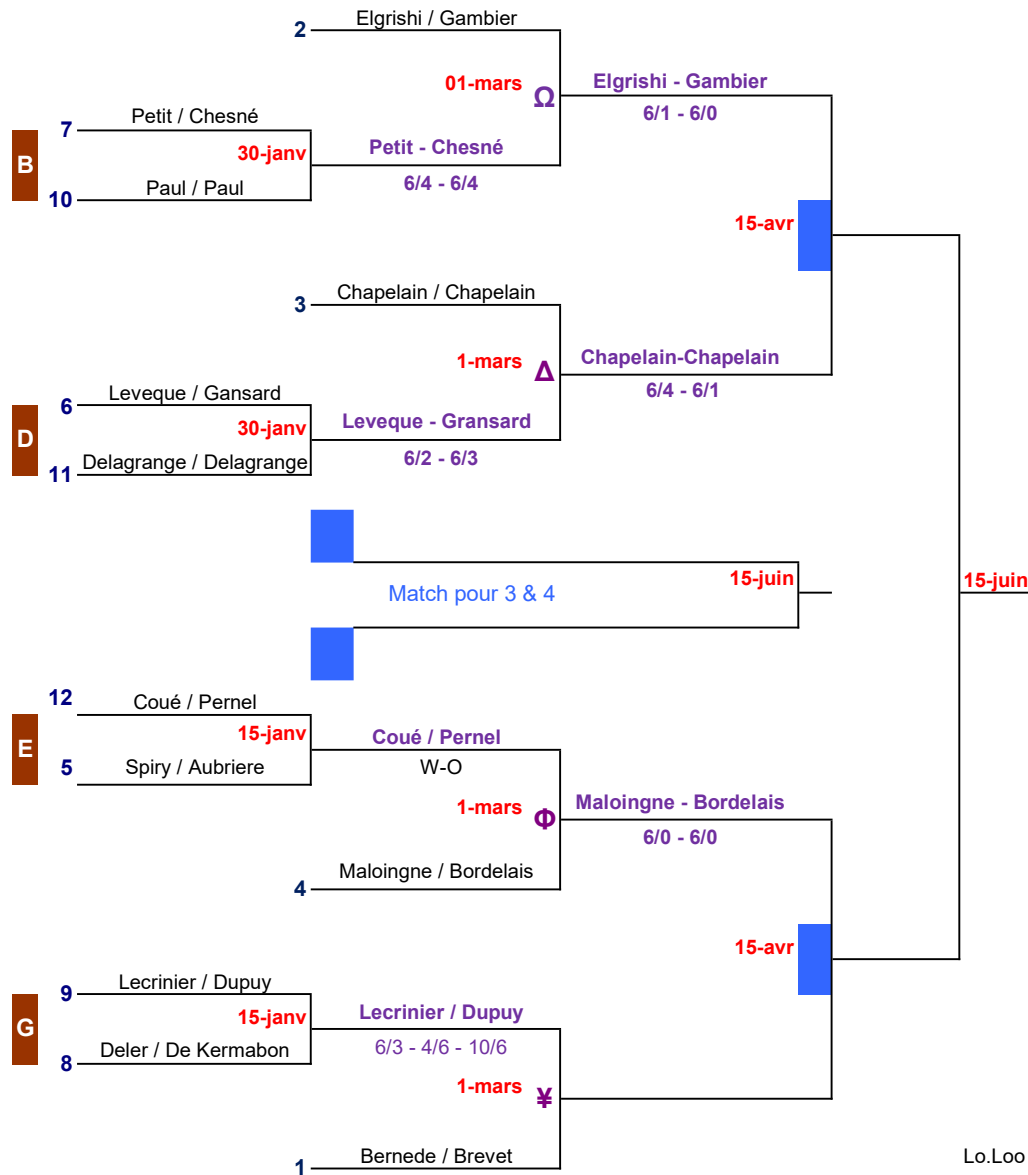 Elgrishi / Gambier
2
01-mars
Ω
Elgrishi - Gambier
6/1 - 6/0
Petit / Chesné
7
B
30-janv
Petit - Chesné
6/4 - 6/4
Paul / Paul
10
15-avr
Chapelain / Chapelain
3
1-mars
Δ
Chapelain-Chapelain
6/4 - 6/1
Leveque / Gansard
6
D
30-janv
Leveque - Gransard
6/2 - 6/3
Delagrange / Delagrange
11
Match pour 3 & 4
15-juin
15-juin
12
Coué / Pernel
E
15-janv
Coué / Pernel
W-O
5
Spiry / Aubriere
1-mars
Φ
Maloingne - Bordelais
6/0 - 6/0
Maloingne / Bordelais
4
15-avr
Lecrinier / Dupuy
9
G
15-janv
Lecrinier / Dupuy
6/3 - 4/6 - 10/6
Deler / De Kermabon
8
1-mars
¥
Bernede / Brevet
1
Lo.Loo